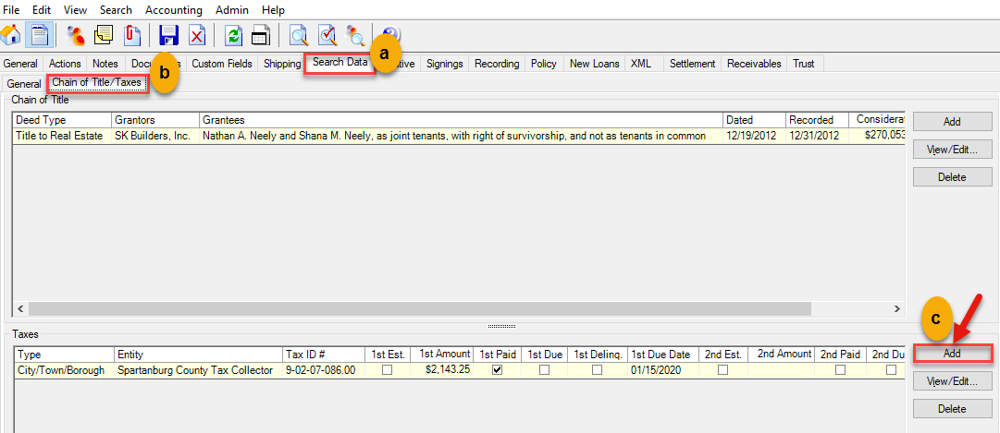 File Edit View Search Accounting Admin Help
a
General Actions Notes Custom Fields Shipping Search Data Signings Recording Policy New Loans XML Settlement Receivables Trust
b
General Chain of Title/Taxes
Chain of Title
Deed Type Grantors Grantees Dated Recorded Considerat
Title to Real Estate SK Builders, Inc. Nathan A. Neely and Shana M. Neely, as joint tenants, with right of survivorship, and not as tenants in common 12/19/2012 12/31/2012 $270,053
Add
View/Edit...
Delete
c
Taxes
Type Entity Tax ID # 1st Est. 1st Amount 1st Paid 1st Due 1st Delinq. 1st Due Date 2nd Est. 2nd Amount 2nd Paid 2nd Du
City/Town/Borough Spartanburg County Tax Collector 9-02-07-086.00 $2,143.25 01/15/2020
Add
View/Edit...
Delete